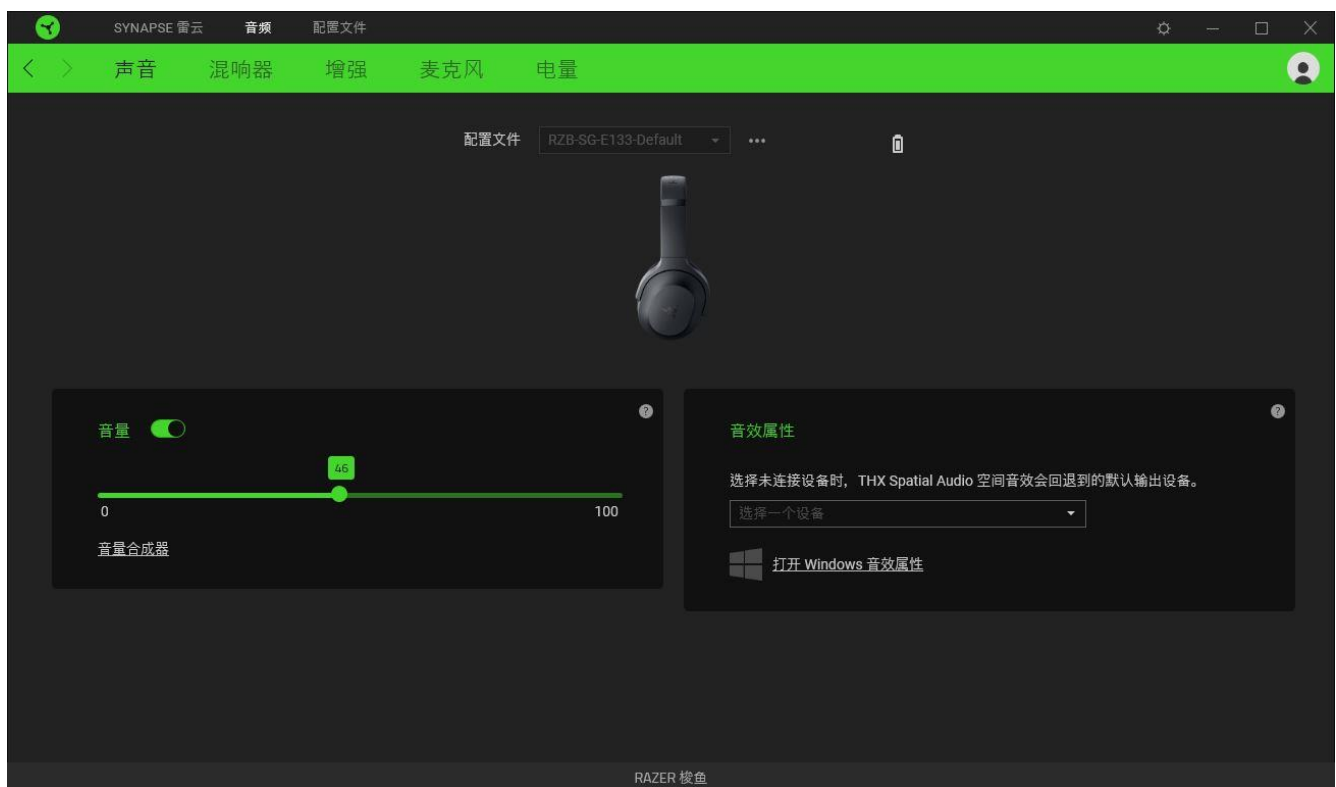 SYNAPSE 雷云 音频 配置文件
声音 混响器 增强 麦克风 电量
配置文件 RZB-SG-E133-Default
音量
46
0 100
音量合成器
音效属性
选择未连接设备时，THX Spatial Audio 空间音效会回退到的默认输出设备。
选择一个设备
打开 Windows 音效属性
RAZER 梭鱼